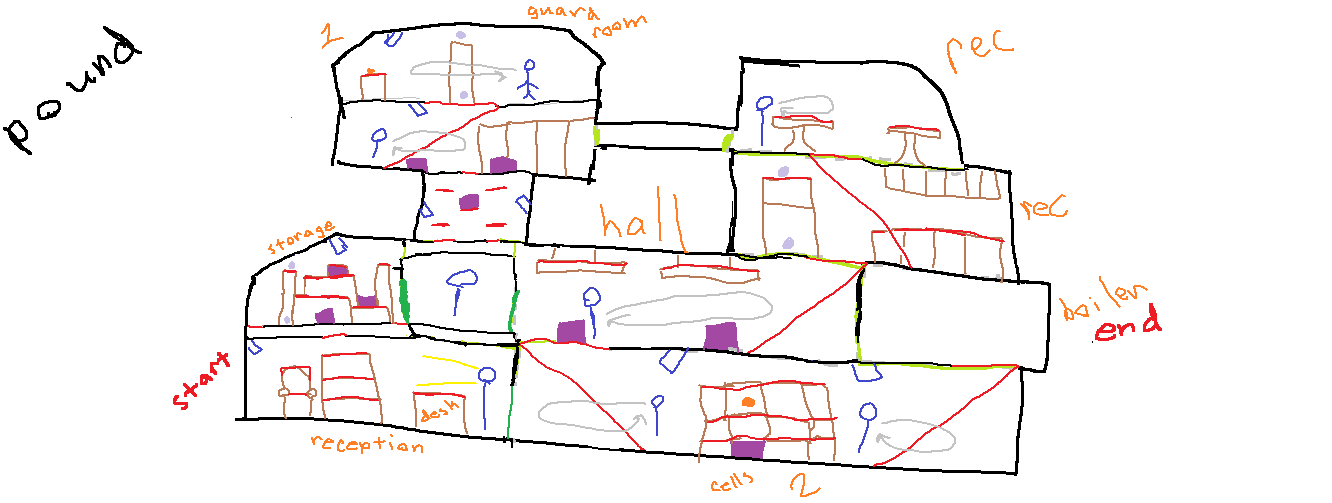 pound
1
guard
room
rec
rec
hall
storage
boiler
end
start
desk
reception
cells 2